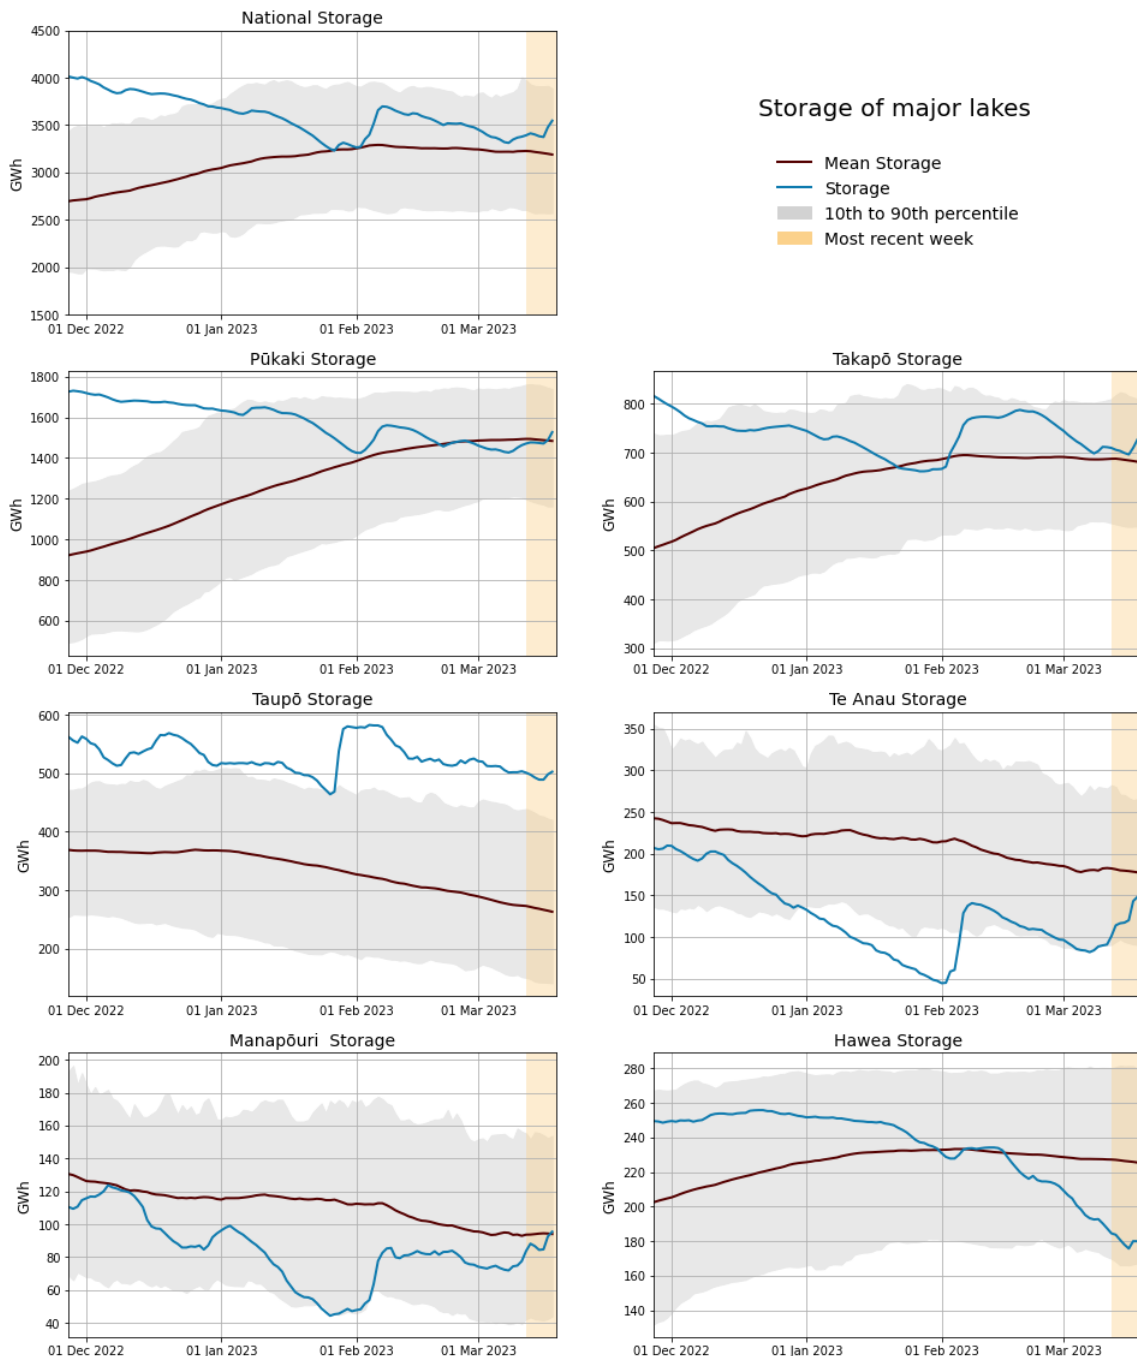 National Storage
4500
4000
3500
3000
2500
2000
1500
GWh
01 Dec 2022 01 Jan 2023 01 Feb 2023 01 Mar 2023
Storage of major lakes
Mean Storage
Storage
10th to 90th percentile
Most recent week
Pūkaki Storage
1800
1600
1400
1200
1000
800
600
GWh
01 Dec 2022 01 Jan 2023 01 Feb 2023 01 Mar 2023
Takapō Storage
800
700
600
500
400
300
GWh
01 Dec 2022 01 Jan 2023 01 Feb 2023 01 Mar 2023
Taupō Storage
600
500
400
300
200
GWh
01 Dec 2022 01 Jan 2023 01 Feb 2023 01 Mar 2023
Te Anau Storage
350
300
250
200
150
100
50
GWh
01 Dec 2022 01 Jan 2023 01 Feb 2023 01 Mar 2023
Manapōuri  Storage
200
180
160
140
120
100
80
60
40
GWh
01 Dec 2022 01 Jan 2023 01 Feb 2023 01 Mar 2023
Hawea Storage
280
260
240
220
200
180
160
140
GWh
01 Dec 2022 01 Jan 2023 01 Feb 2023 01 Mar 2023